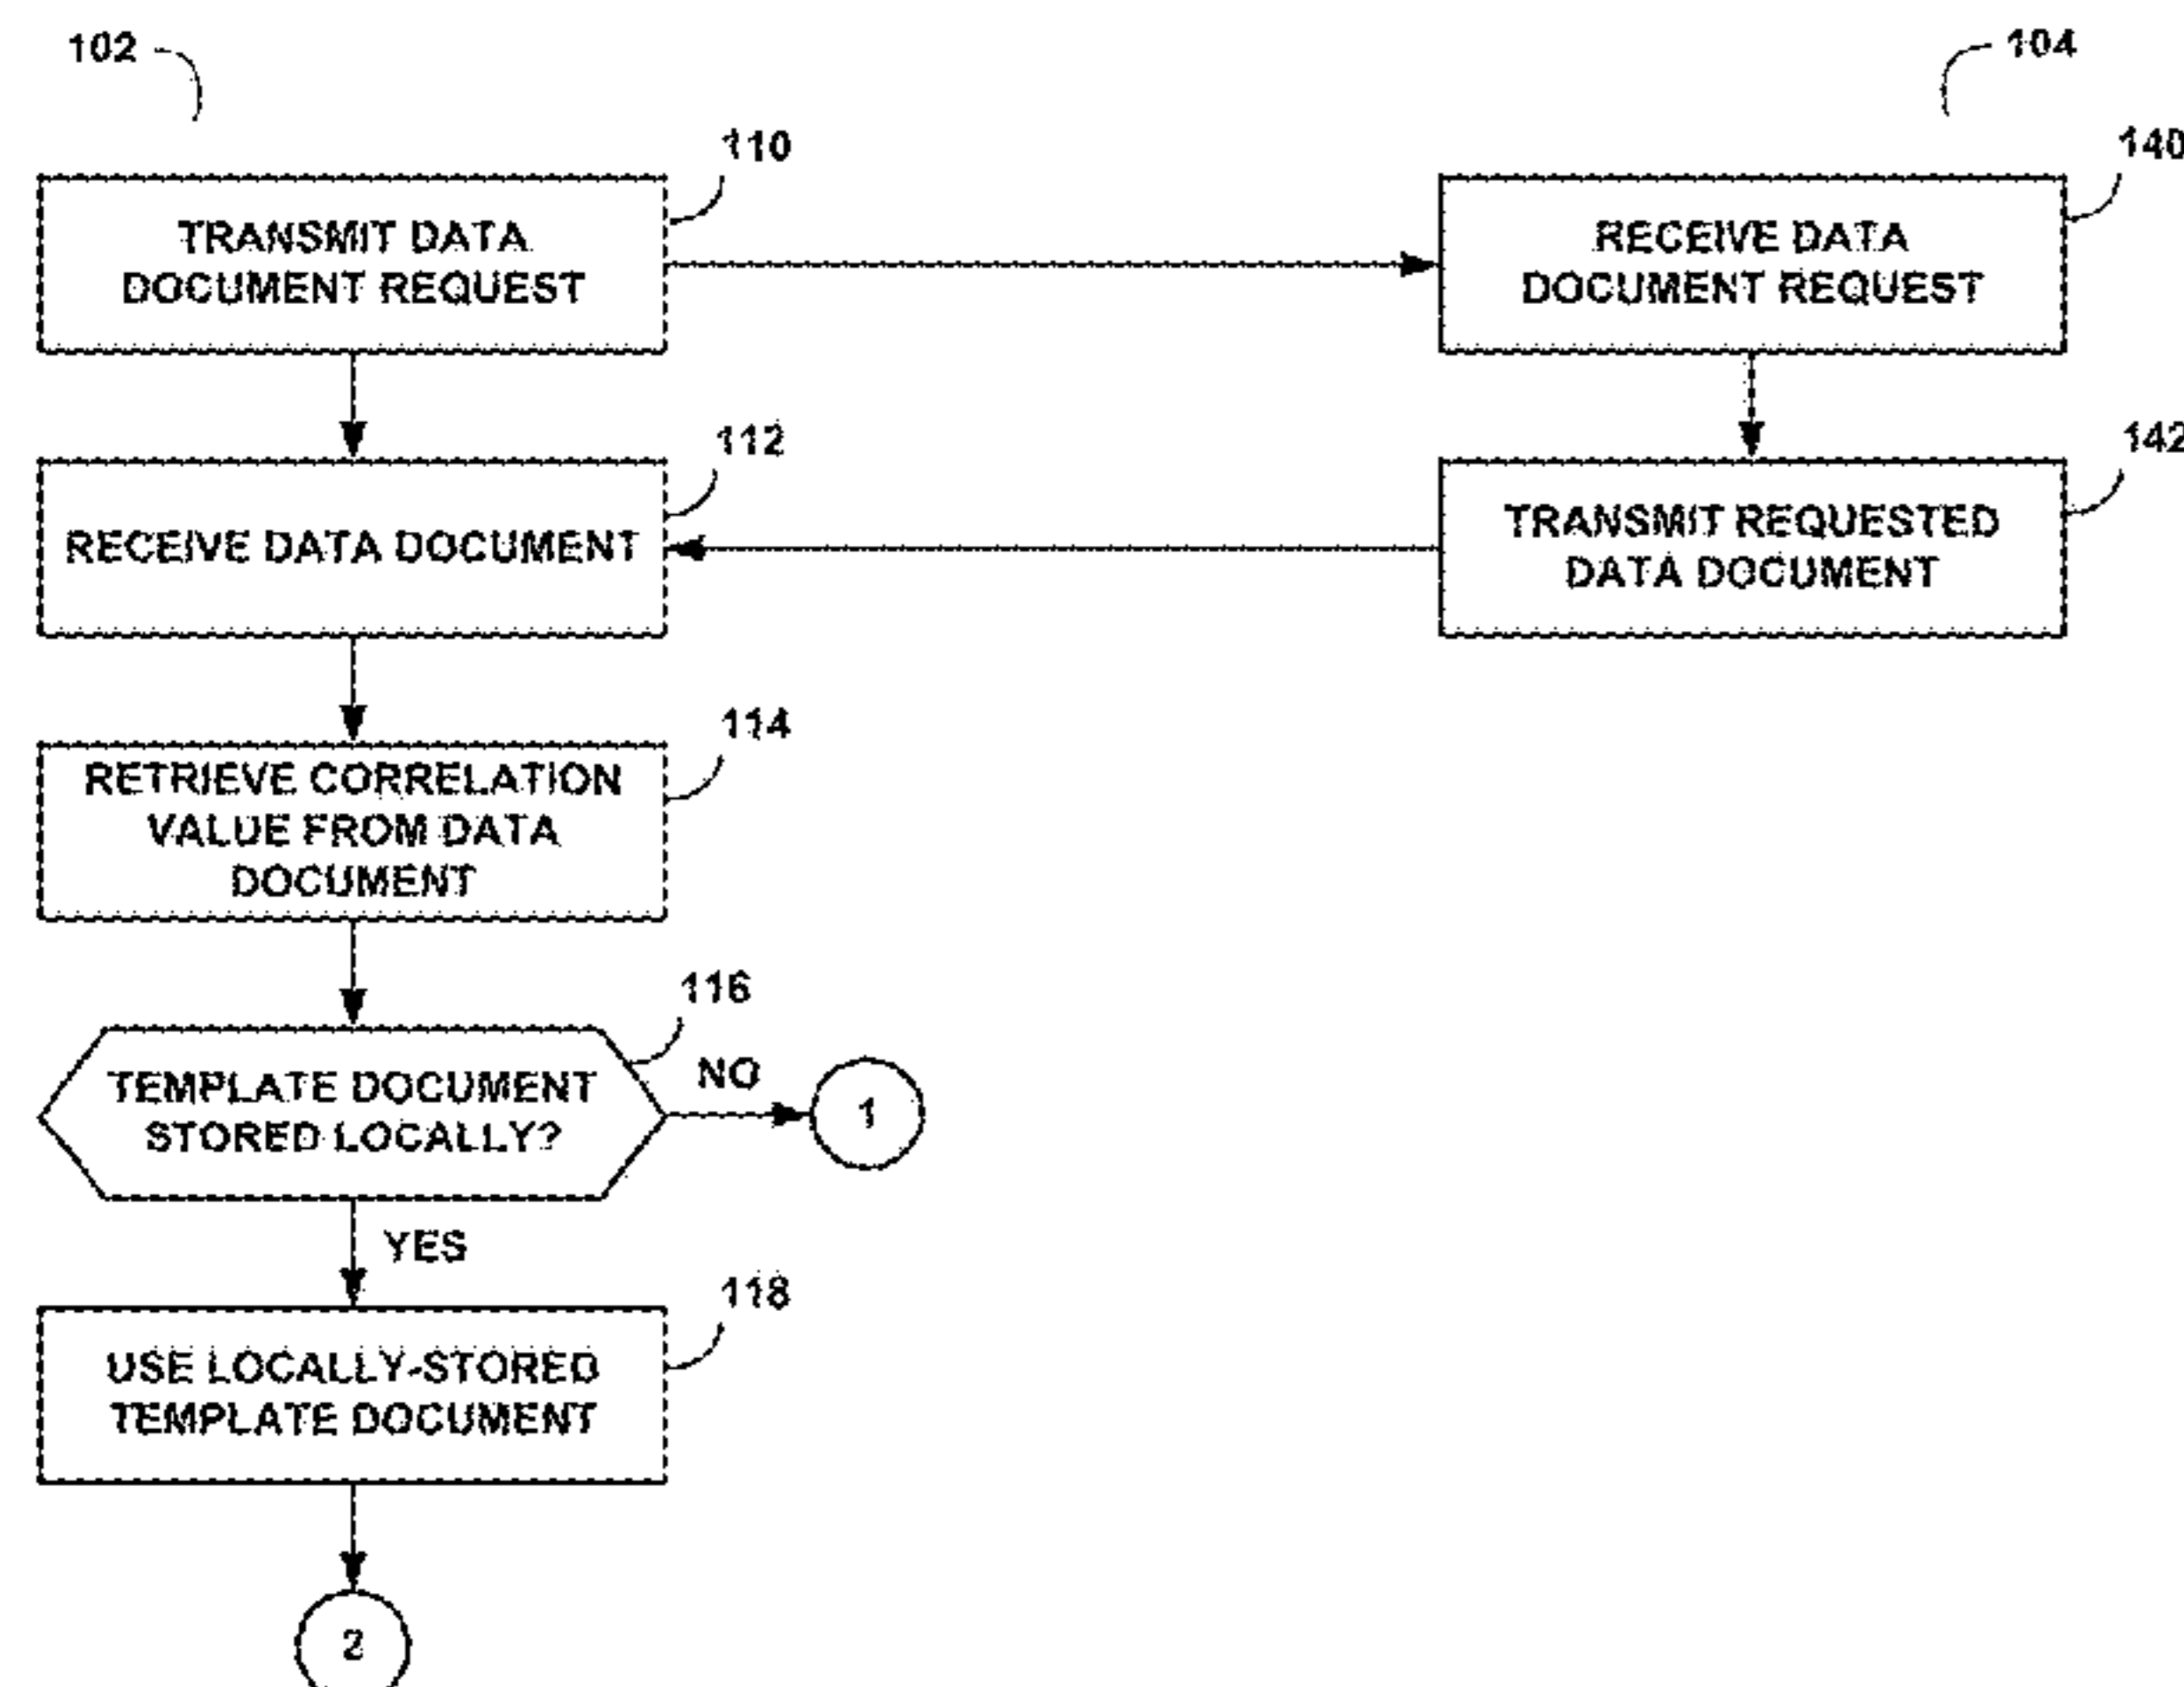 102
104
110
140
TRANSMIT DATA
DOCUMENT REQUEST
RECEIVE DATA
DOCUMENT REQUEST
112
142
RECEIVE DATA DOCUMENT
TRANSMIT REQUESTED
DATA DOCUMENT
114
RETRIEVE CORRELATION
VALUE FROM DATA
DOCUMENT
116
TEMPLATE DOCUMENT
STORED LOCALLY?
NO
1
YES
118
USE LOCALLY-STORED
TEMPLATE DOCUMENT
2